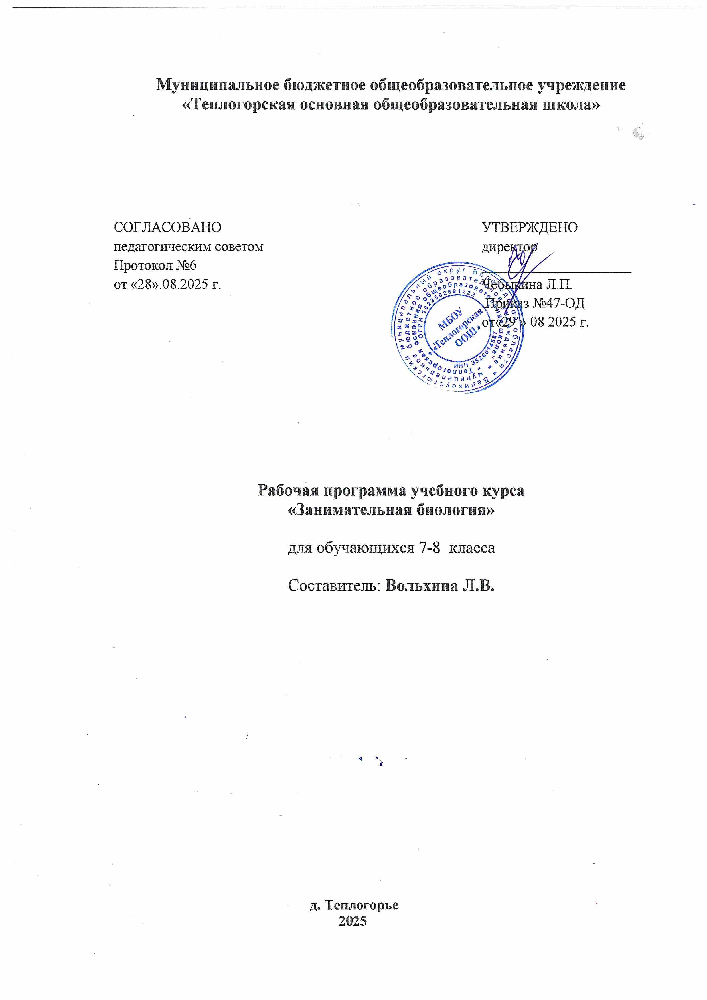 Муниципальное бюджетное общеобразовательное учреждение
«Теплогорская основная общеобразовательная школа»
СОГЛАСОВАНО
педагогическим советом
Протокол №6
от «28».08.2025 г.
УТВЕРЖДЕНО
директор
Чебыкина Л.П.
Приказ №47-ОД
от«29 » 08 2025 г.
Великоустюгский муниципальный округ Вологодской области *
муниципальное бюджетное образовательное учреждение *
"Теплогорская основная общеобразовательная школа"
ОГРН 1023502691222
ИНН 3526014587
*
МБОУ
«Теплогорская
ООШ»
Рабочая программа учебного курса
«Занимательная биология»
для обучающихся 7-8 класса
Составитель: Вольхина Л.В.
д. Теплогорье
2025